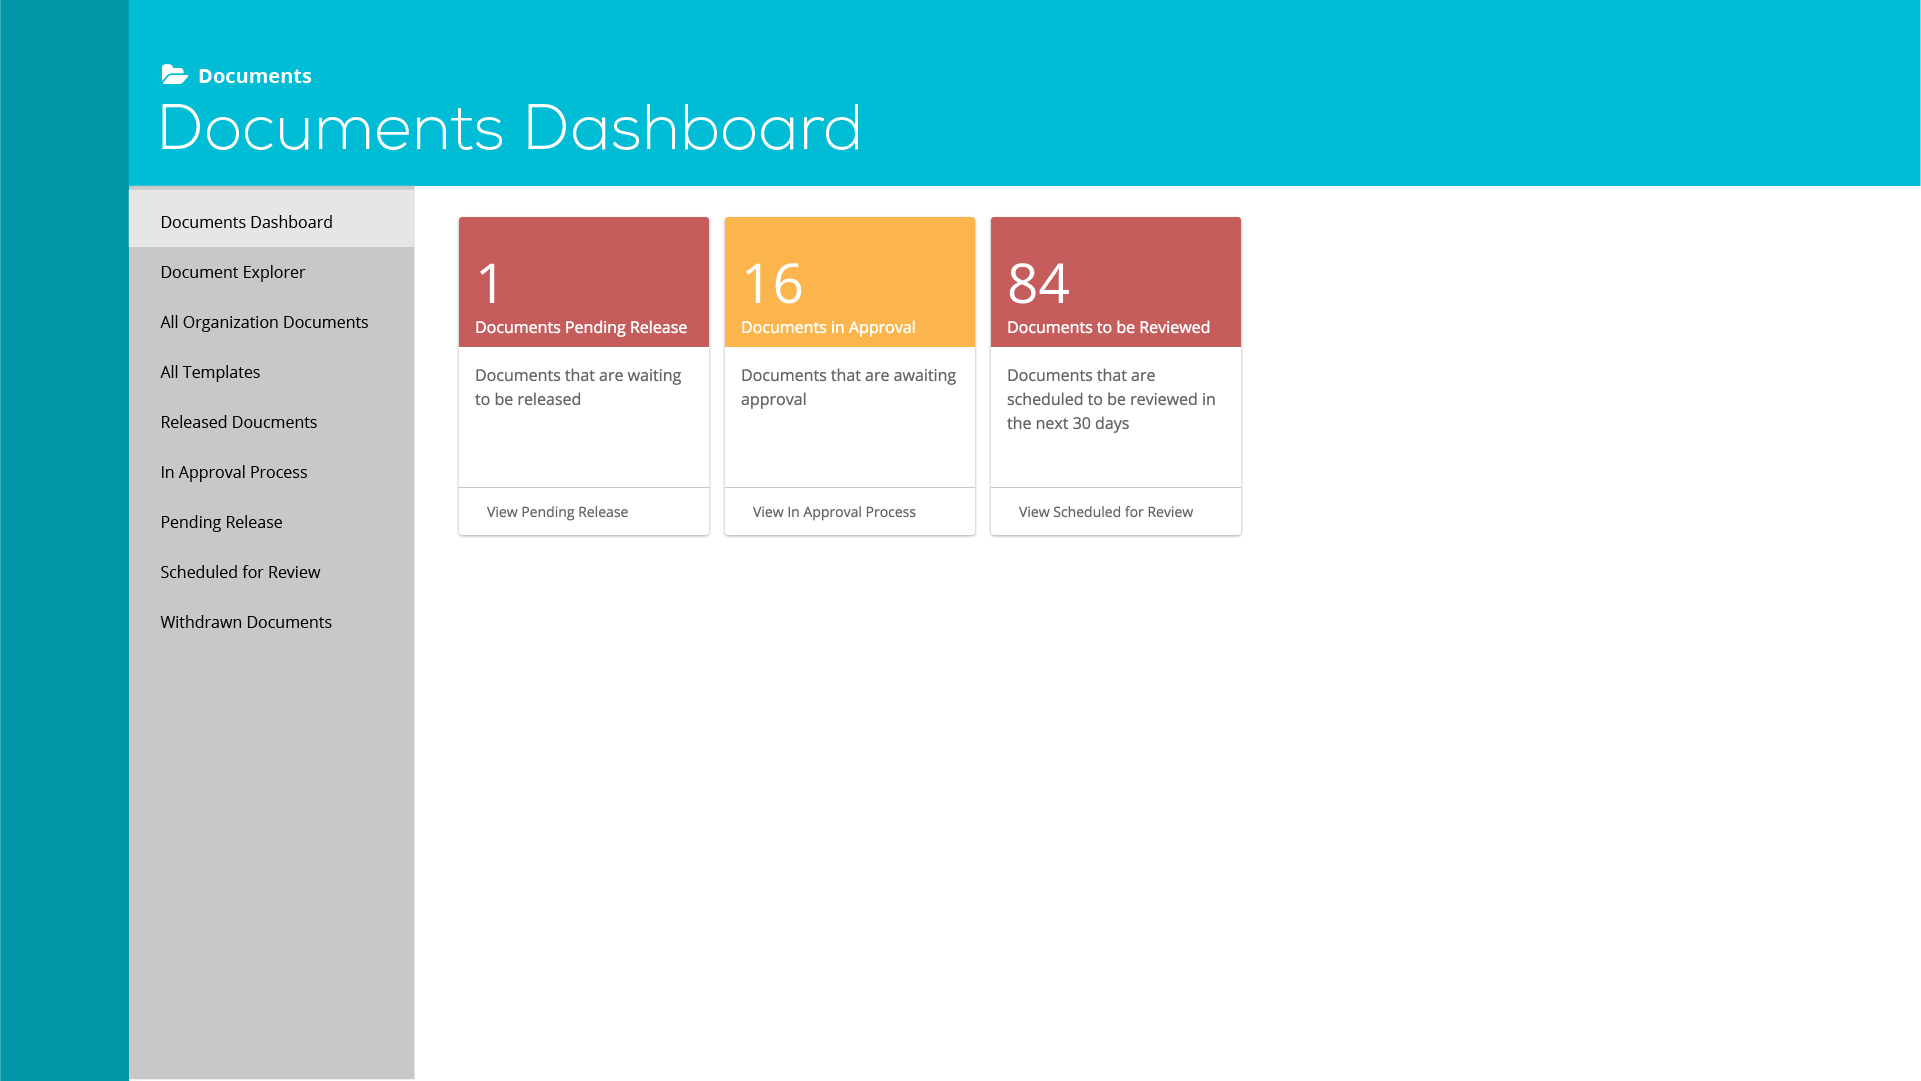 Documents
Documents Dashboard
Documents Dashboard
Document Explorer
All Organization Documents
All Templates
Released Doucments
In Approval Process
Pending Release
Scheduled for Review
Withdrawn Documents
1
Documents Pending Release
Documents that are waiting
to be released
View Pending Release
16
Documents in Approval
Documents that are awaiting
approval
View In Approval Process
84
Documents to be Reviewed
Documents that are
scheduled to be reviewed in
the next 30 days
View Scheduled for Review